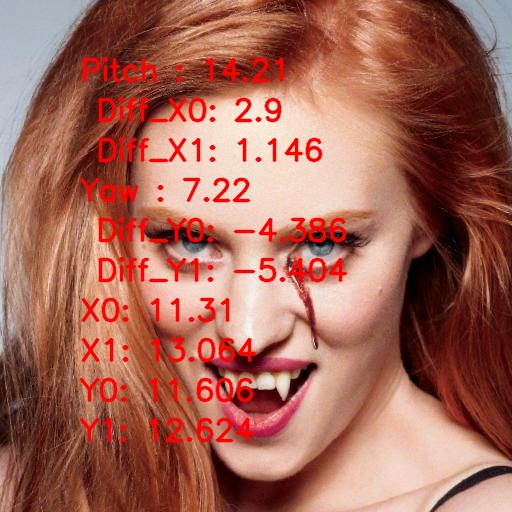 Pitch : 14.21
Diff_X0: 2.9
Diff_X1: 1.146
Yaw : 7.22
Diff_Y0: -4.386
Diff_Y1: -5.404
X0: 11.31
X1: 13.064
Y0: 11.606
Y1: 12.624